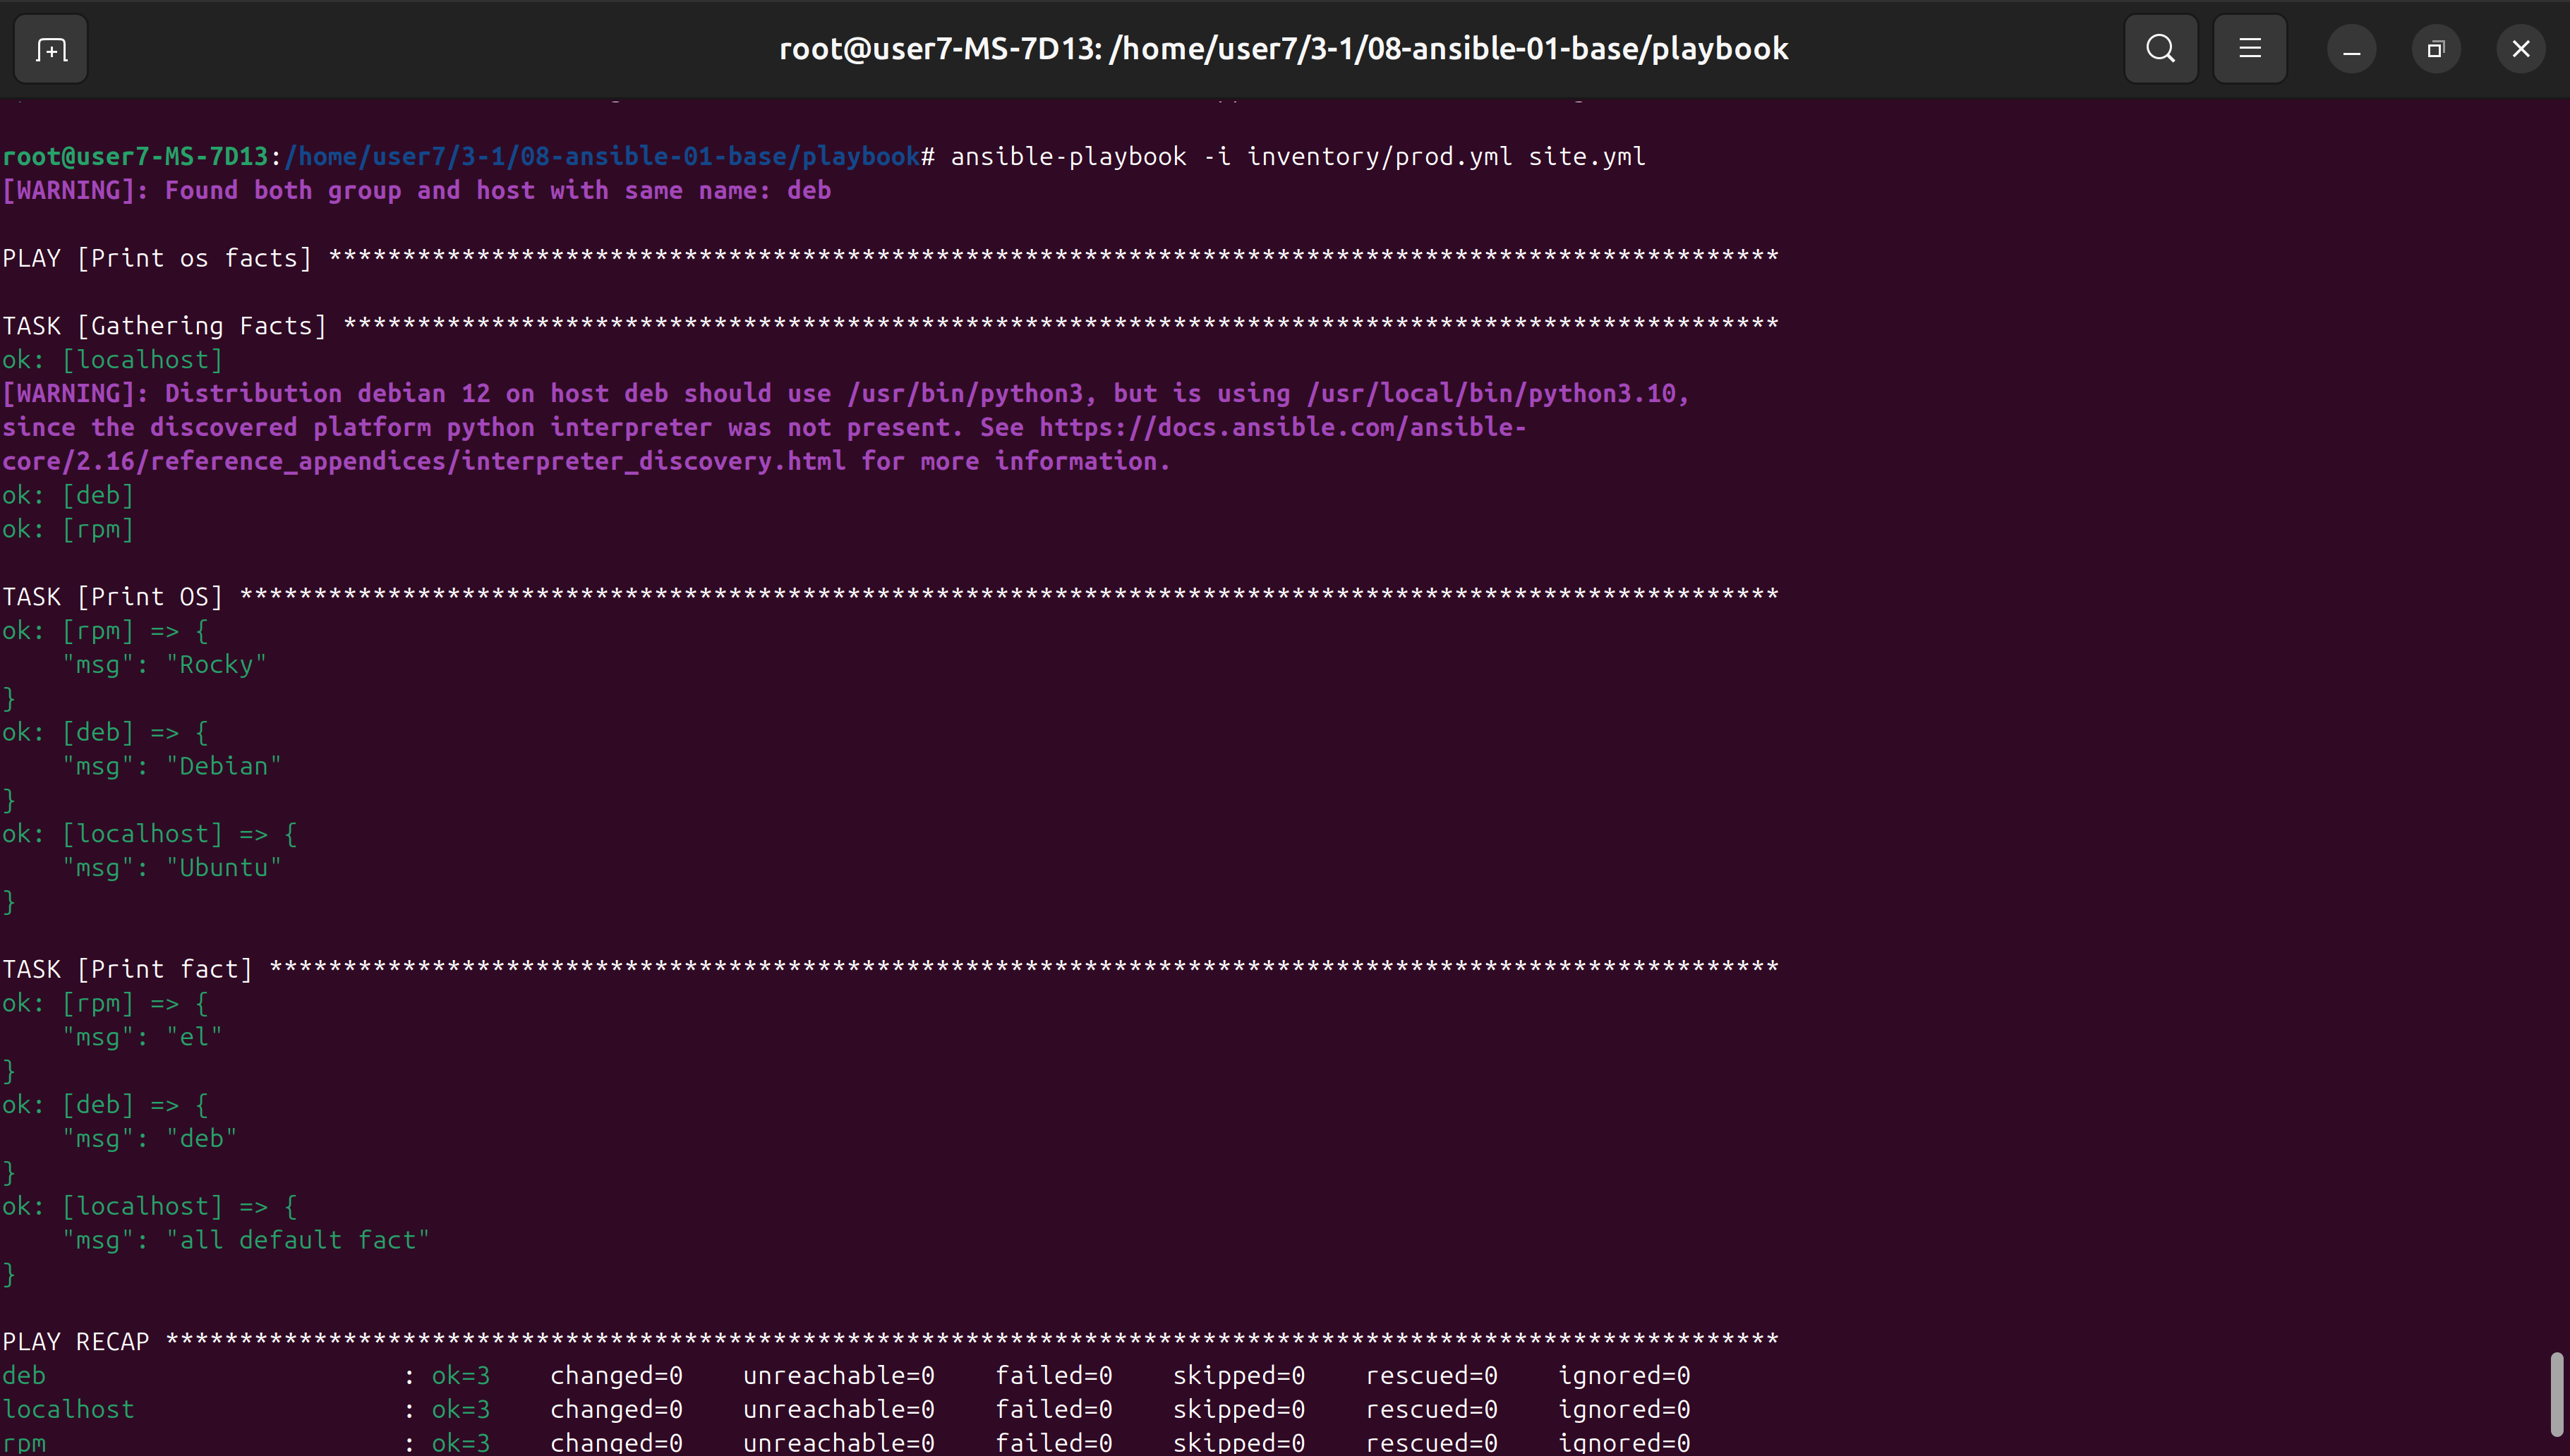 root@user7-MS-7D13: /home/user7/3-1/08-ansible-01-base/playbook
root@user7-MS-7D13:/home/user7/3-1/08-ansible-01-base/playbook# ansible-playbook -i inventory/prod.yml site.yml
[WARNING]: Found both group and host with same name: deb
PLAY [Print os facts] **************************************************************************************************
TASK [Gathering Facts] *************************************************************************************************
ok: [localhost]
[WARNING]: Distribution debian 12 on host deb should use /usr/bin/python3, but is using /usr/local/bin/python3.10,
since the discovered platform python interpreter was not present. See https://docs.ansible.com/ansible-
core/2.16/reference_appendices/interpreter_discovery.html for more information.
ok: [deb]
ok: [rpm]
TASK [Print OS] ********************************************************************************************************
ok: [rpm] => {
    "msg": "Rocky"
}
ok: [deb] => {
    "msg": "Debian"
}
ok: [localhost] => {
    "msg": "Ubuntu"
}
TASK [Print fact] ******************************************************************************************************
ok: [rpm] => {
    "msg": "el"
}
ok: [deb] => {
    "msg": "deb"
}
ok: [localhost] => {
    "msg": "all default fact"
}
PLAY RECAP *************************************************************************************************************
deb                        : ok=3    changed=0    unreachable=0    failed=0    skipped=0    rescued=0    ignored=0
localhost                  : ok=3    changed=0    unreachable=0    failed=0    skipped=0    rescued=0    ignored=0
rpm                        : ok=3    changed=0    unreachable=0    failed=0    skipped=0    rescued=0    ignored=0